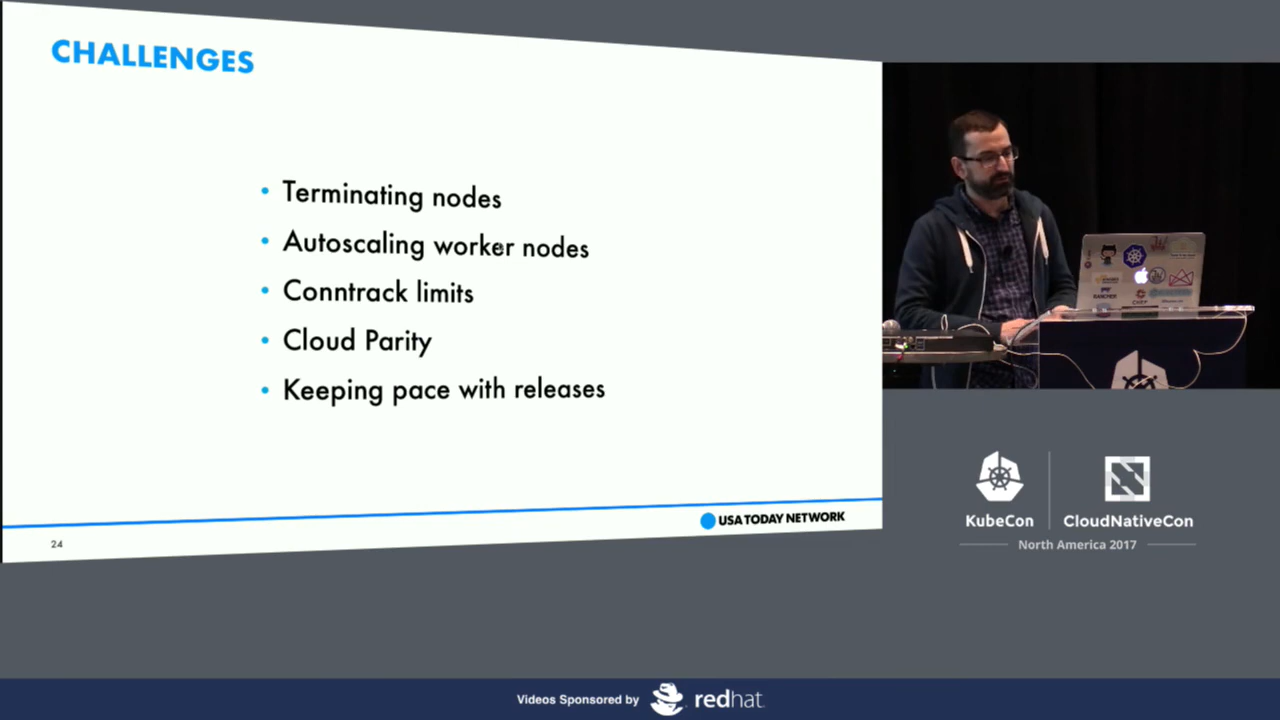 CHALLENGES
• Terminating nodes
• Autoscaling worker nodes
• Conntrack limits
• Cloud Parity
• Keeping pace with releases
USA TODAY NETWORK
24
CHEF
KubeCon
CloudNativeCon
North America 2017
Videos Sponsored by redhat